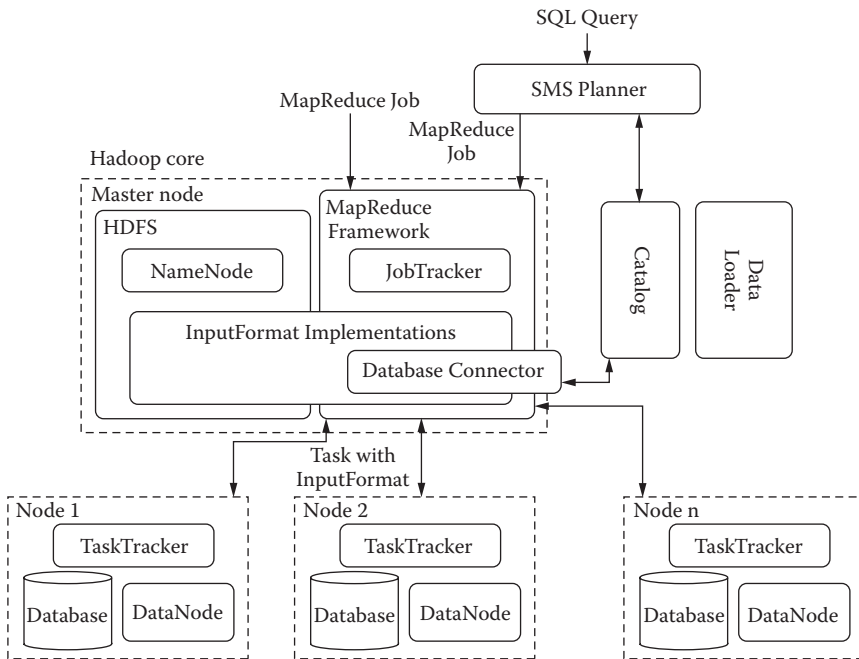 SQL Query
SMS Planner
MapReduce Job
MapReduce
Job
Hadoop core
Master node
HDFS
MapReduce
Framework
NameNode
JobTracker
Catalog
Data
Loader
InputFormat Implementations
Database Connector
Task with
InputFormat
Node 1
TaskTracker
Database
DataNode
Node 2
TaskTracker
Database
DataNode
Node n
TaskTracker
Database
DataNode